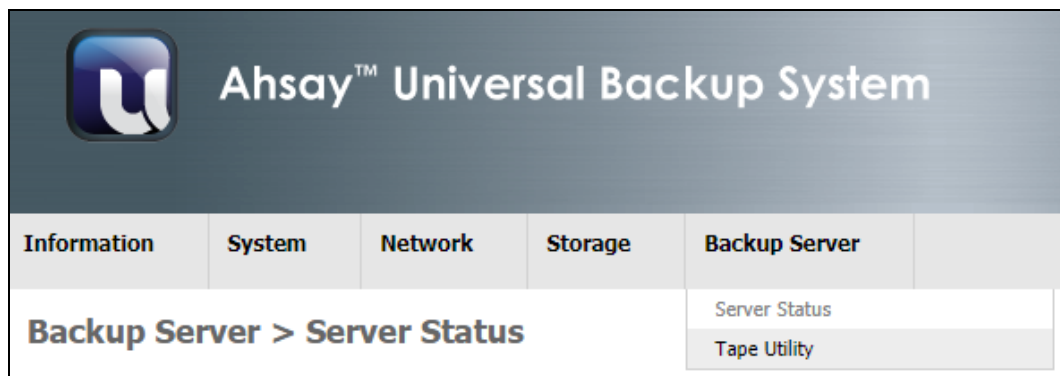 Ahsay™ Universal Backup System
Information System Network Storage Backup Server
Server Status
Backup Server > Server Status
Tape Utility